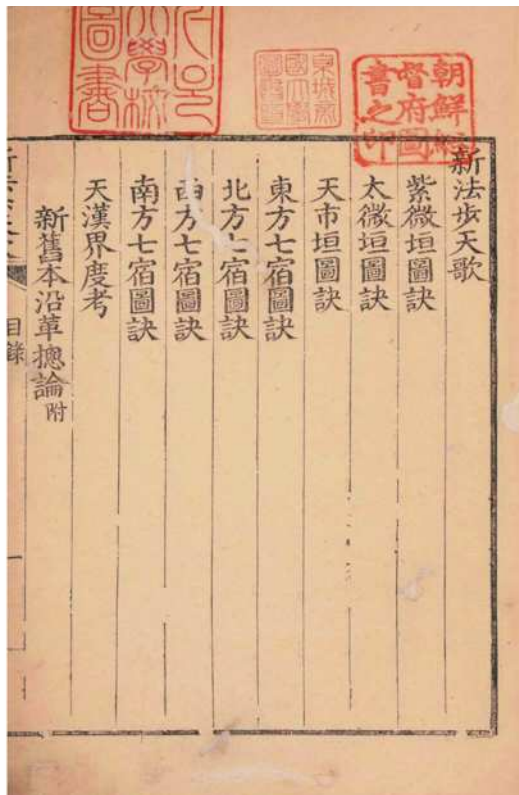 朝鮮總
督府圖
書之印
新法步天歌
紫微垣圖訣
太微垣圖訣
天市垣圖訣
東方七宿圖訣
北方七宿圖訣
西方七宿圖訣
南方七宿圖訣
天漢界度考
新舊本沿革摠論附
目錄
一